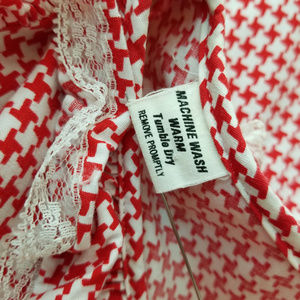 MACHINE WASH
WARM
Tumble Dry
REMOVE PROMPTLY